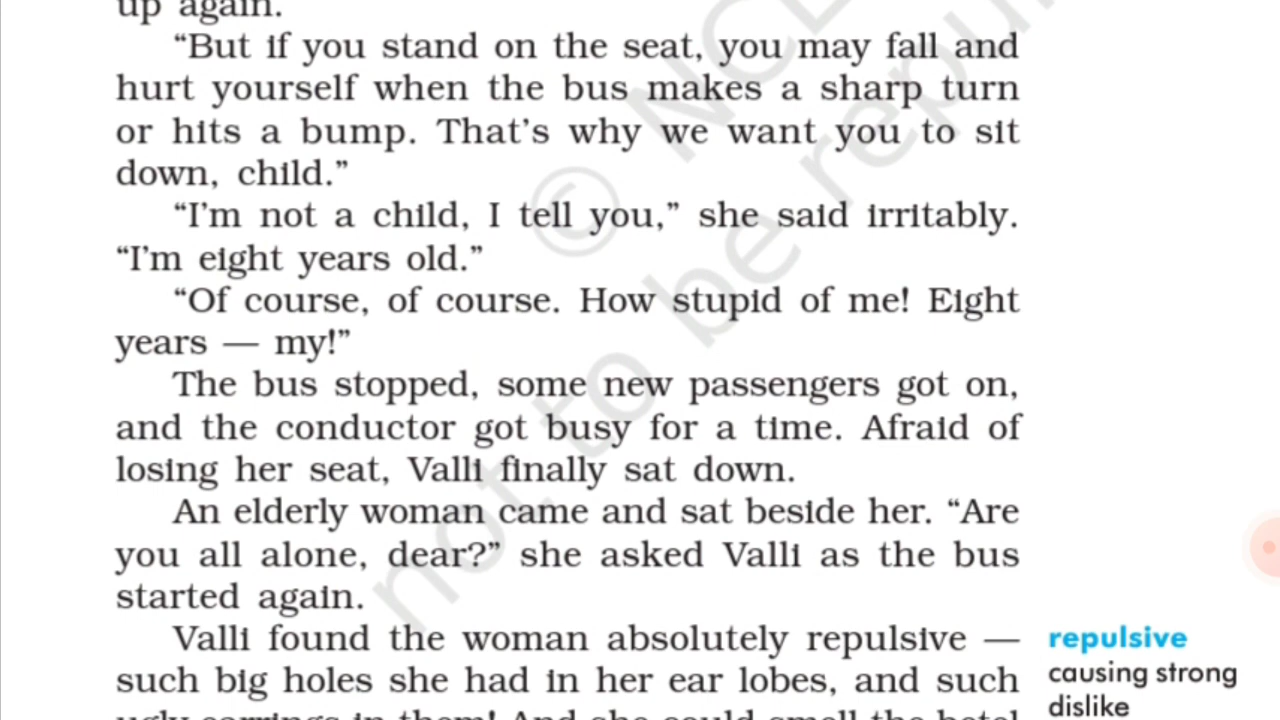 up again.
“But if you stand on the seat, you may fall and
hurt yourself when the bus makes a sharp turn
or hits a bump. That’s why we want you to sit
down, child.”
“I’m not a child, I tell you,” she said irritably.
“I’m eight years old.”
“Of course, of course. How stupid of me! Eight
years — my!”
The bus stopped, some new passengers got on,
and the conductor got busy for a time. Afraid of
losing her seat, Valli finally sat down.
An elderly woman came and sat beside her. “Are
you all alone, dear?” she asked Valli as the bus
started again.
Valli found the woman absolutely repulsive —
such big holes she had in her ear lobes, and such
ugly earrings in them! And she could smell the betel
repulsive
causing strong
dislike
© NCE
not to be repu